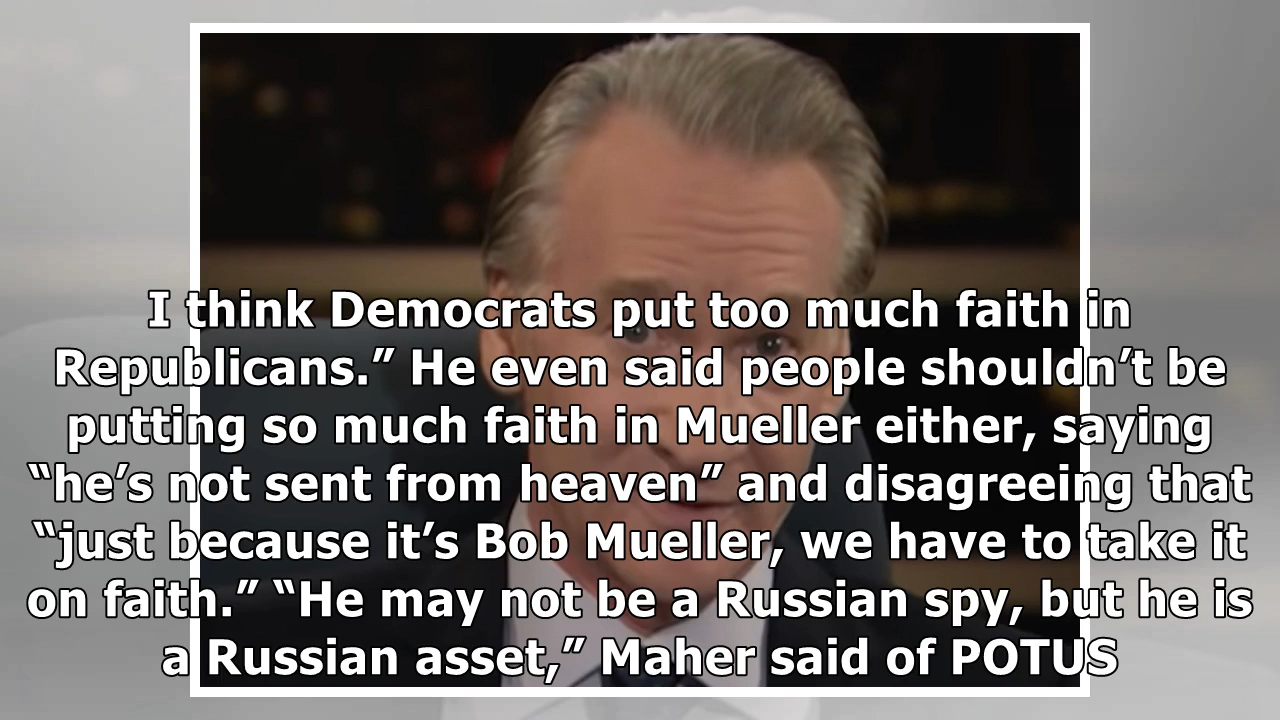 I think Democrats put too much faith in
Republicans.” He even said people shouldn’t be
putting so much faith in Mueller either, saying
“he’s not sent from heaven” and disagreeing that
“just because it’s Bob Mueller, we have to take it
on faith.” “He may not be a Russian spy, but he is
a Russian asset,” Maher said of POTUS